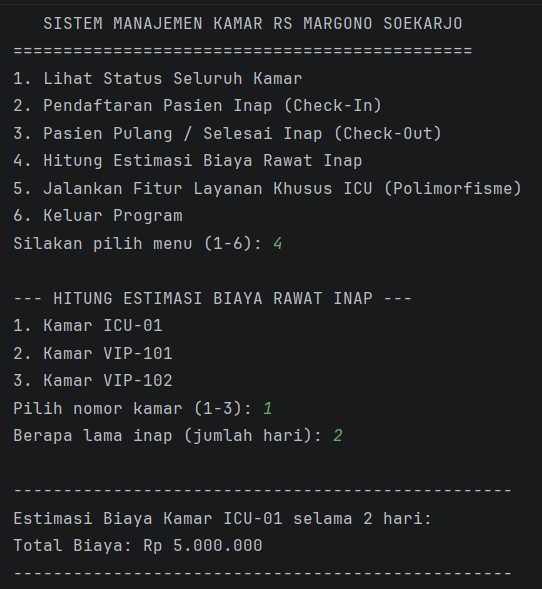 SISTEM MANAJEMEN KAMAR RS MARGONO SOEKARJO
==============================================
1. Lihat Status Seluruh Kamar
2. Pendaftaran Pasien Inap (Check-In)
3. Pasien Pulang / Selesai Inap (Check-Out)
4. Hitung Estimasi Biaya Rawat Inap
5. Jalankan Fitur Layanan Khusus ICU (Polimorfisme)
6. Keluar Program
Silakan pilih menu (1-6): 4
--- HITUNG ESTIMASI BIAYA RAWAT INAP ---
1. Kamar ICU-01
2. Kamar VIP-101
3. Kamar VIP-102
Pilih nomor kamar (1-3): 1
Berapa lama inap (jumlah hari): 2
--------------------------------------------------
Estimasi Biaya Kamar ICU-01 selama 2 hari:
Total Biaya: Rp 5.000.000
--------------------------------------------------